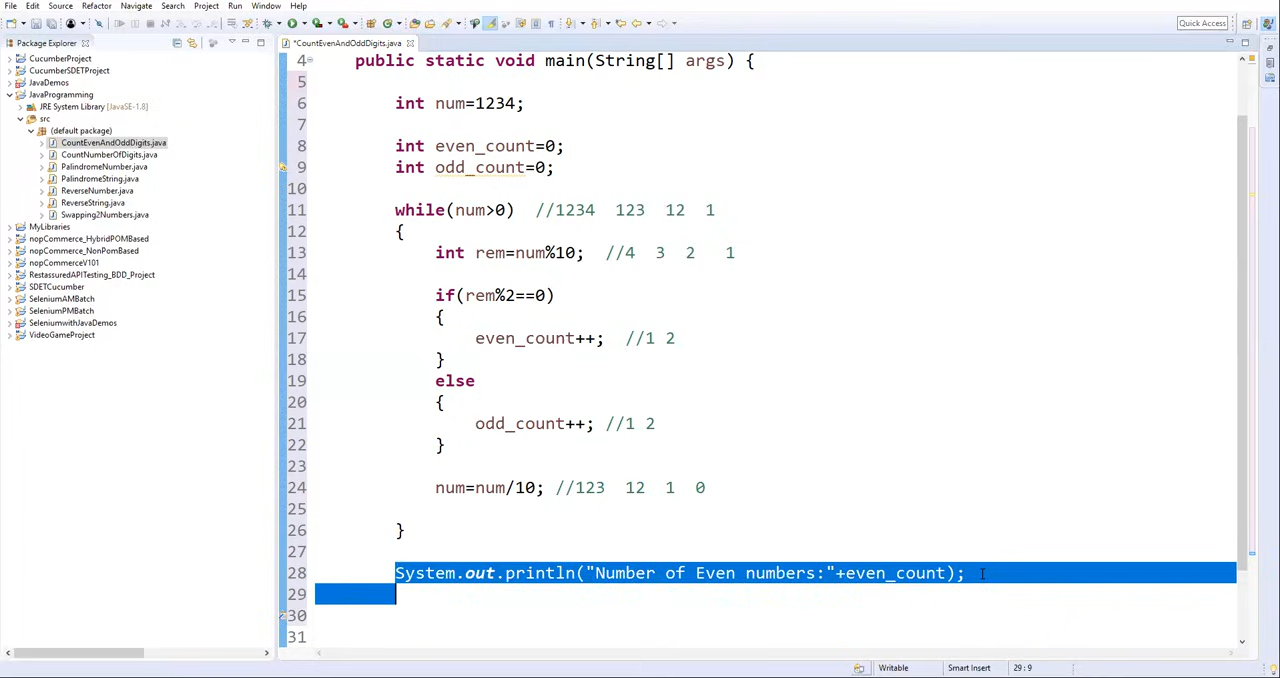 File Edit Source Refactor Navigate Search Project Run Window Help
Quick Access
Package Explorer
CucumberProject
CucumberSDETProject
JavaDemos
JavaProgramming
JRE System Library [JavaSE-1.8]
src
(default package)
CountEvenAndOddDigits.java
CountNumberOfDigits.java
PalindromeNumber.java
PalindromeString.java
ReverseNumber.java
ReverseString.java
Swapping2Numbers.java
MyLibraries
nopCommerce_HybridPOMBased
nopCommerce_NonPomBased
nopCommerceV101
RestassuredAPITesting_BDD_Project
SDETCucumber
SeleniumAMBatch
SeleniumPMBatch
SeleniumwithJavaDemos
VideoGameProject
*CountEvenAndOddDigits.java
4 public static void main(String[] args) {
5
6 int num=1234;
7
8 int even_count=0;
9 int odd_count=0;
10
11 while(num>0) //1234 123 12 1
12 {
13 int rem=num%10; //4 3 2 1
14
15 if(rem%2==0)
16 {
17 even_count++; //1 2
18 }
19 else
20 {
21 odd_count++; //1 2
22 }
23
24 num=num/10; //123 12 1 0
25
26 }
27
28 System.out.println("Number of Even numbers:"+even_count);
29
30
31
Writable Smart Insert 29 : 9